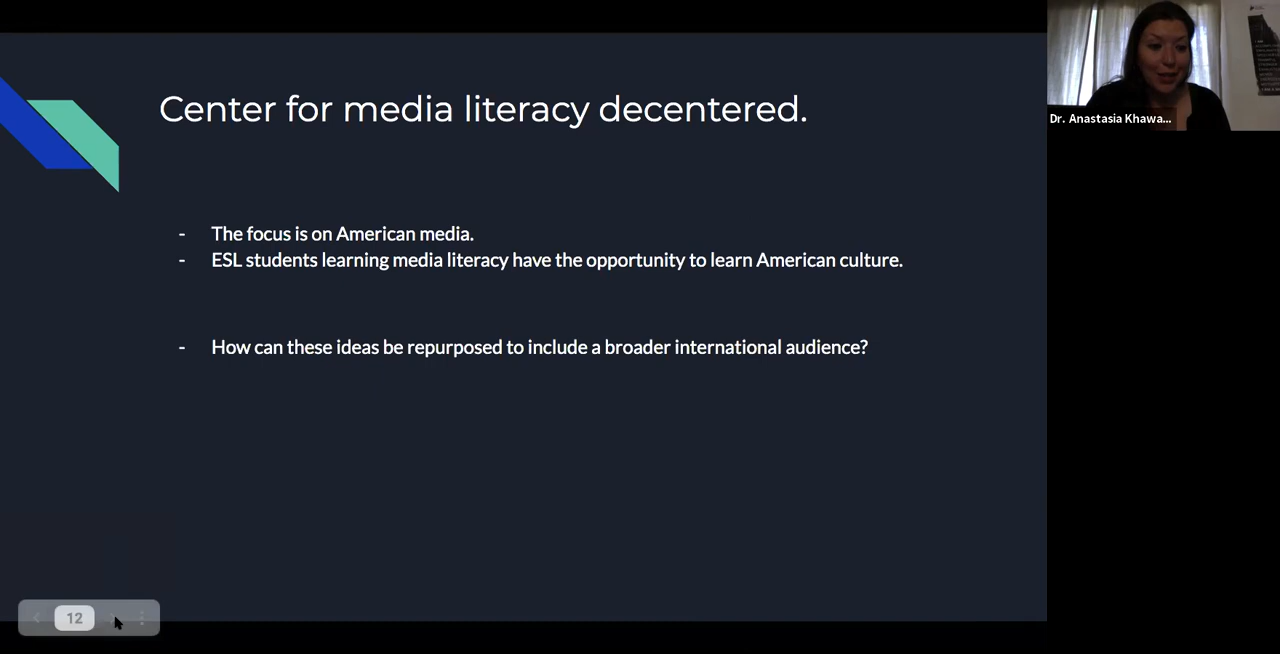 Center for media literacy decentered.
- The focus is on American media.
- ESL students learning media literacy have the opportunity to learn American culture.
- How can these ideas be repurposed to include a broader international audience?
Dr. Anastasia Khawa...
12